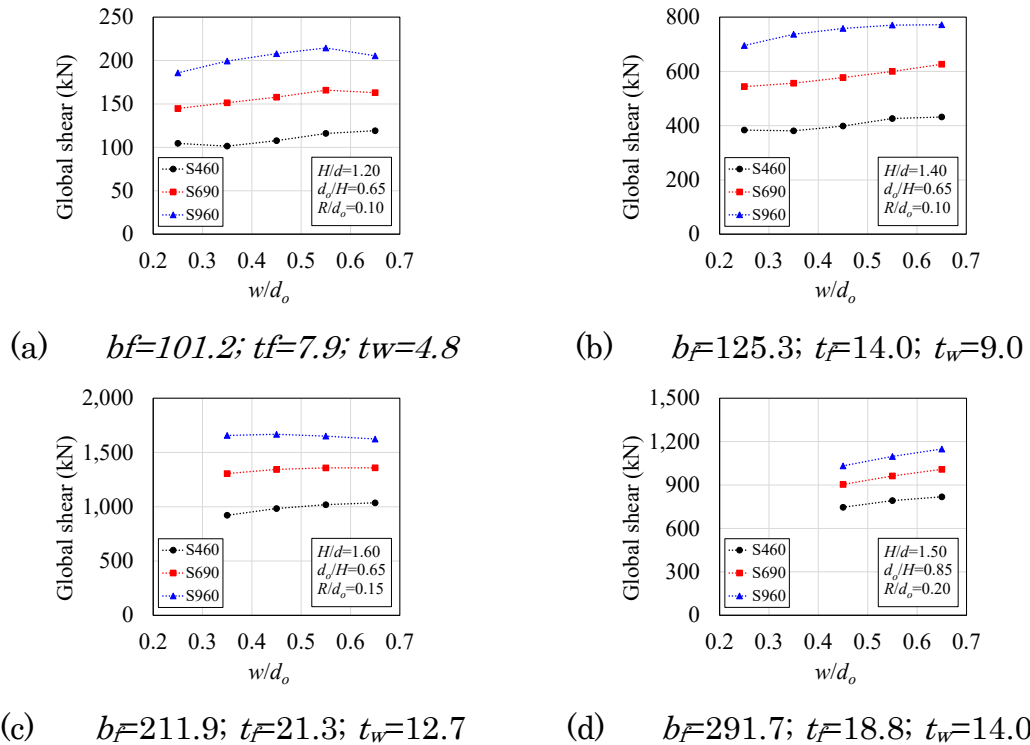 250
200
150
100
50
0
Global shear (kN)
S460
S690
S960
H/d=1.20
do/H=0.65
R/do=0.10
0.2 0.3 0.4 0.5 0.6 0.7
w/do
(a) bf=101.2; tf=7.9; tw=4.8
800
600
400
200
0
Global shear (kN)
S460
S690
S960
H/d=1.40
do/H=0.65
R/do=0.10
0.2 0.3 0.4 0.5 0.6 0.7
w/do
(b) bf=125.3; tf=14.0; tw=9.0
2,000
1,500
1,000
500
0
Global shear (kN)
S460
S690
S960
H/d=1.60
do/H=0.65
R/do=0.15
0.2 0.3 0.4 0.5 0.6 0.7
w/do
(c) bf=211.9; tf=21.3; tw=12.7
1,500
1,200
900
600
300
0
Global shear (kN)
S460
S690
S960
H/d=1.50
do/H=0.85
R/do=0.20
0.2 0.3 0.4 0.5 0.6 0.7
w/do
(d) bf=291.7; tf=18.8; tw=14.0